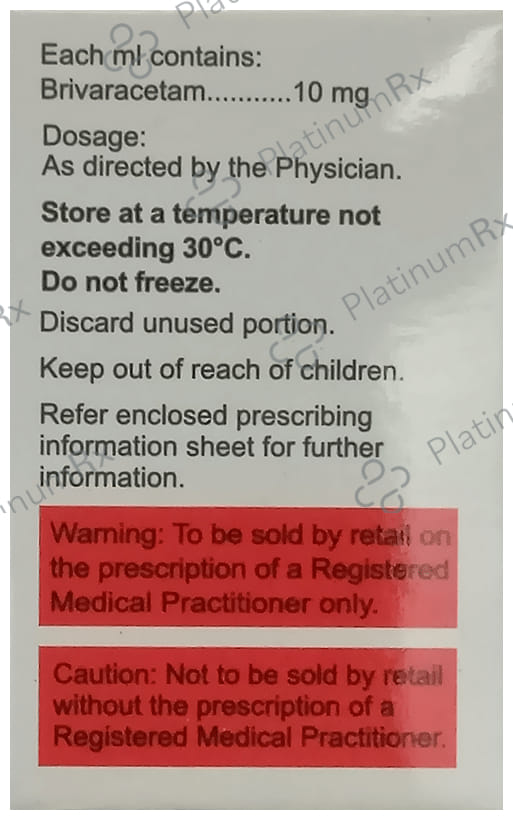 Each ml contains:
Brivaracetam...........10 mg
Dosage:
As directed by the Physician.
Store at a temperature not
exceeding 30°C.
Do not freeze.
Discard unused portion.
Keep out of reach of children.
Refer enclosed prescribing
information sheet for further
information.
Warning: To be sold by retail on
the prescription of a Registered
Medical Practitioner only.
Caution: Not to be sold by retail
without the prescription of a
Registered Medical Practitioner.
PlatinumRx
PlatinumRx